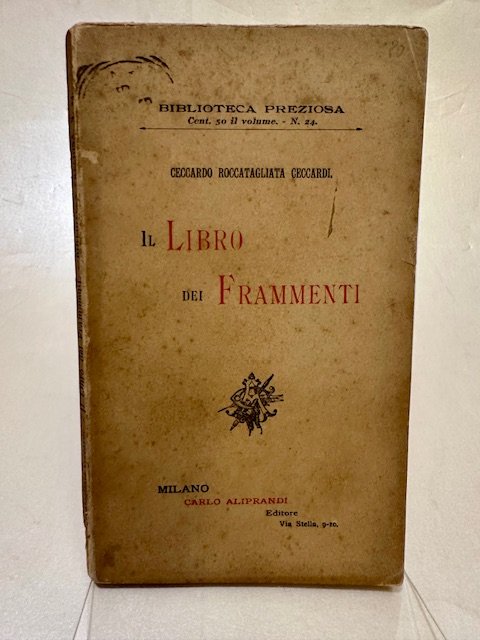 BIBLIOTECA PREZIOSA
Cent. 50 il volume. - N. 24.
CECCARDO ROCCATAGLIATA CECCARDI.
IL LIBRO
DEI FRAMMENTI
MILANO
CARLO ALIPRANDI
Editore
Via Stella, 9-10.